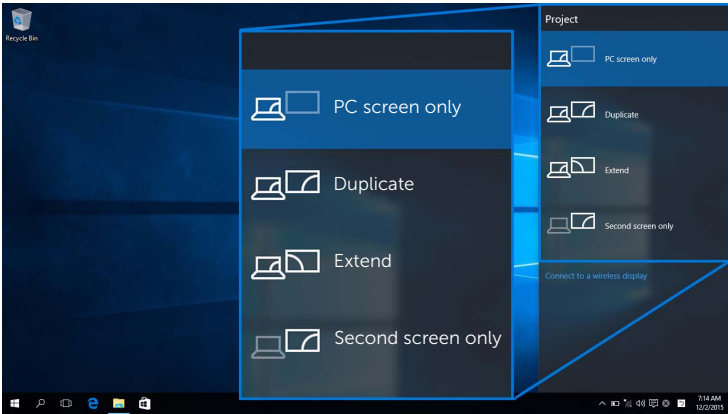 Recycle Bin
PC screen only
Duplicate
Extend
Second screen only
Project
PC screen only
Duplicate
Extend
Second screen only
Connect to a wireless display
7:14 AM
12/2/2015